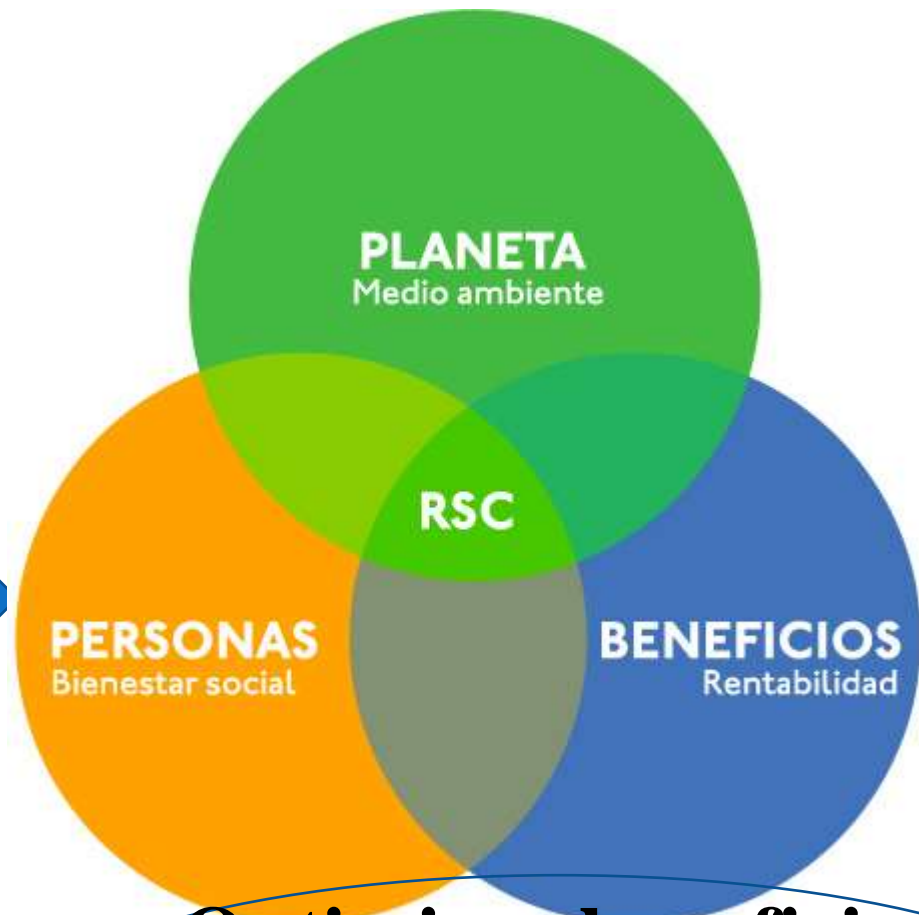 PLANETA
Medio ambiente
RSC
PERSONAS
Bienestar social
BENEFICIOS
Rentabilidad